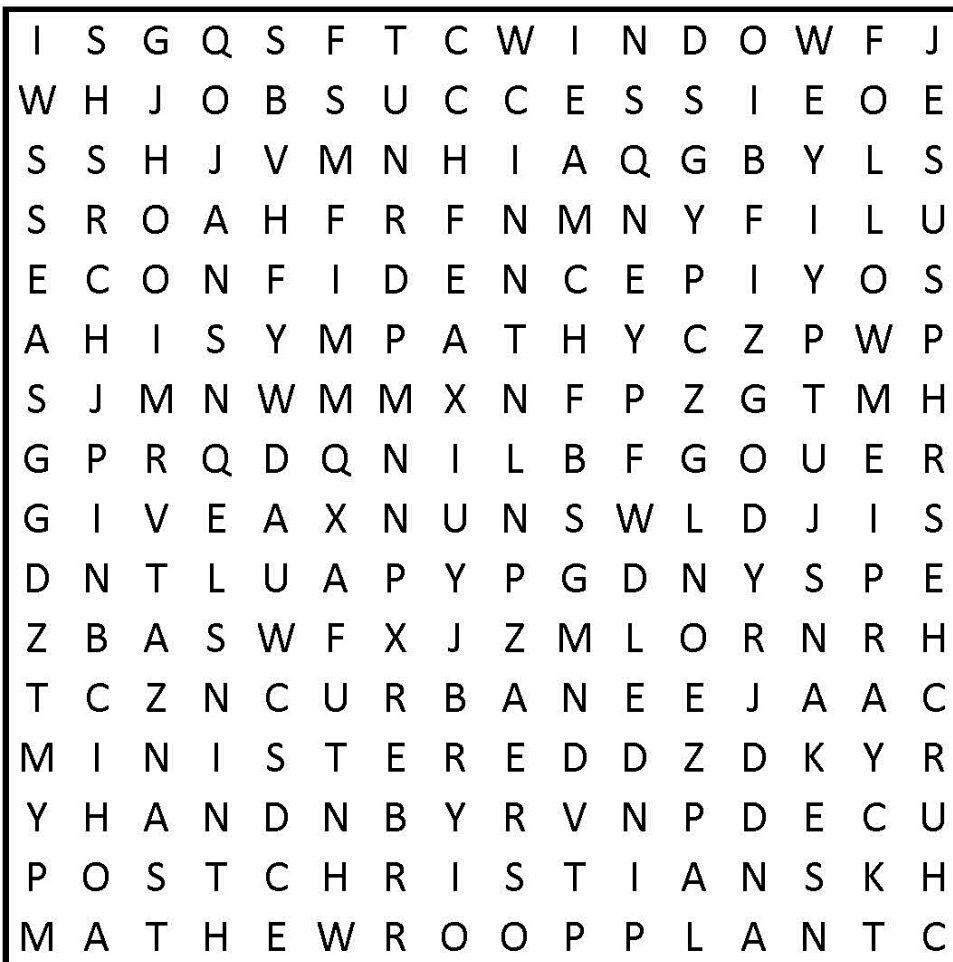 I S G Q S F T C W I N D O W F J
W H J O B S U C C E S S I E O E
S S H J V M N H I A Q G B Y L S
S R O A H F R F N M N Y F I L U
E C O N F I D E N C E P I Y O S
A H I S Y M P A T H Y C Z P W P
S J M N W M M X N F P Z G T M H
G P R Q D Q N I L B F G O U E R
G I V E A X N U N S W L D J I S
D N T L U A P Y P G D N Y S P E
Z B A S W F X J Z M L O R N R H
T C Z N C U R B A N E E J A A C
M I N I S T E R E D D Z D K Y R
Y H A N D N B Y R V N P D E C U
P O S T C H R I S T I A N S K H
M A T H E W R O O P P L A N T C